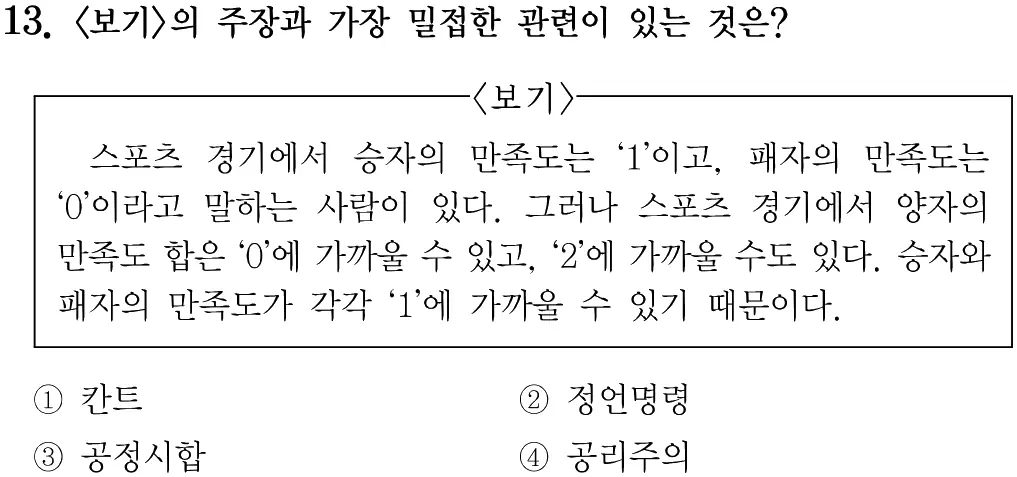 13. 〈보기〉의 주장과 가장 밀접한 관련이 있는 것은?
〈보기〉
스포츠 경기에서 승자의 만족도는 ‘1’이고, 패자의 만족도는
‘0’이라고 말하는 사람이 있다. 그러나 스포츠 경기에서 양자의
만족도 합은 ‘0’에 가까울 수 있고, ‘2’에 가까울 수도 있다. 승자와
패자의 만족도가 각각 ‘1’에 가까울 수 있기 때문이다.
① 칸트 ② 정언명령
③ 공정시합 ④ 공리주의